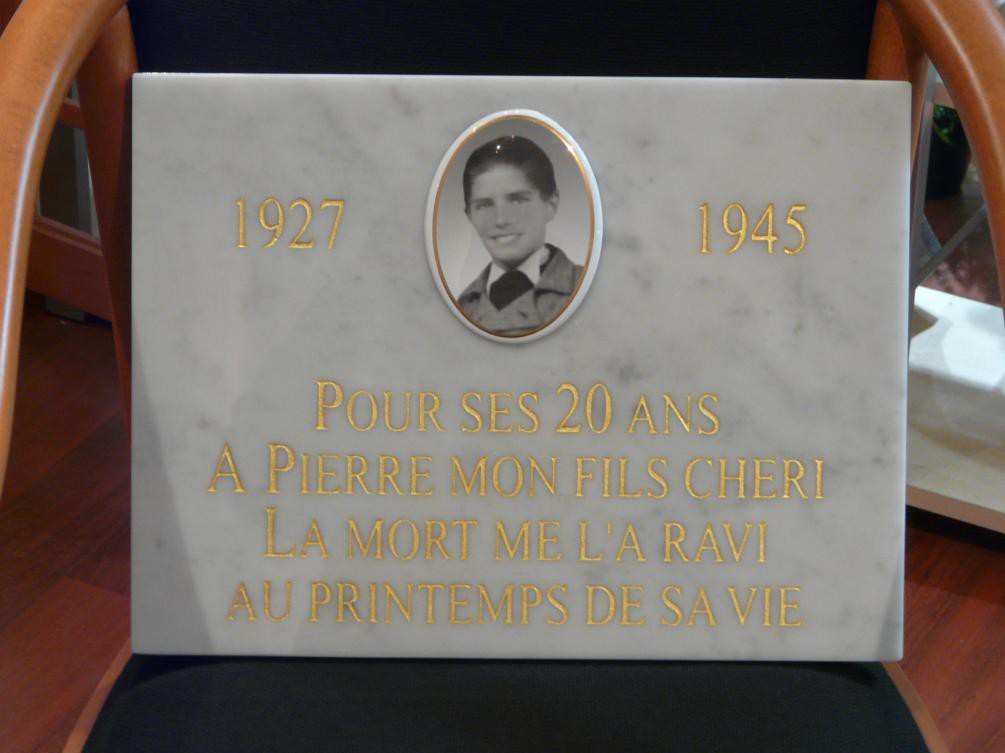 1927 1945
POUR SES 20 ANS
A PIERRE MON FILS CHERI
LA MORT ME L'A RAVI
AU PRINTEMPS DE SA VIE